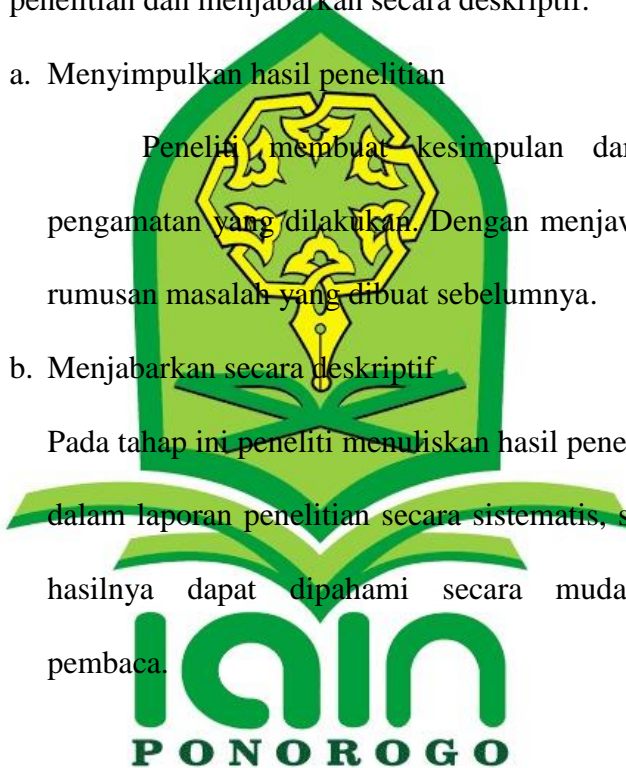 penelitian dan menjabarkan secara deskriptif.
a. Menyimpulkan hasil penelitian
Peneliti membuat kesimpulan dar
pengamatan yang dilakukan. Dengan menjaw
rumusan masalah yang dibuat sebelumnya.
b. Menjabarkan secara deskriptif
Pada tahap ini peneliti menuliskan hasil pene
dalam laporan penelitian secara sistematis, s
hasilnya dapat dipahami secara muda
pembaca.
iain
PONOROGO